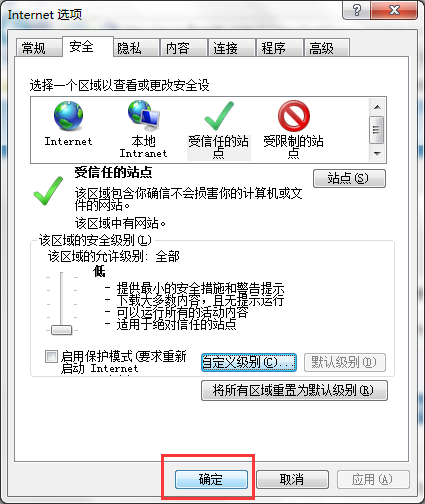 Internet 选项
常规 安全 隐私 内容 连接 程序 高级
选择一个区域以查看或更改安全设
Internet
本地
Intranet
受信任的站
点
受限制的站
点
受信任的站点
站点(S)
该区域包含你确信不会损害你的计算机或文
件的网站。
该区域中有网站。
该区域的安全级别(L)
该区域的允许级别: 全部
低
- 提供最小的安全措施和警告提示
- 下载大多数内容，且无提示运行
- 可以运行所有的活动内容
- 适用于绝对信任的站点
启用保护模式(要求重新
启动 Internet
自定义级别(C)...
默认级别(D)
将所有区域重置为默认级别(R)
确定 取消 应用(A)